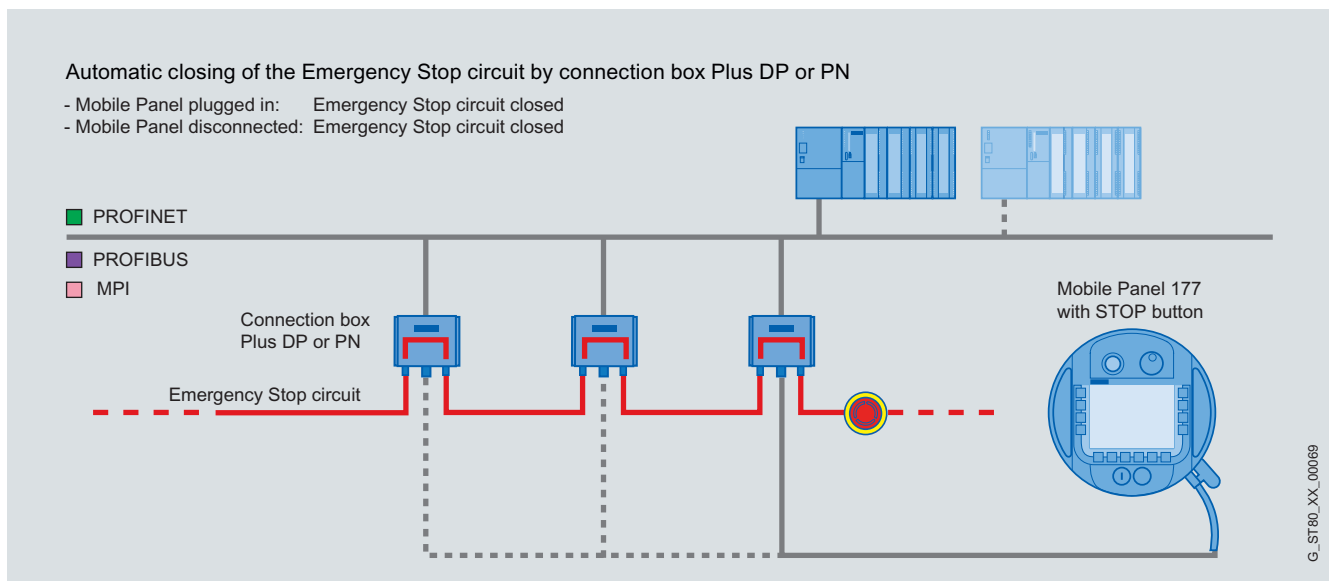 Automatic closing of the Emergency Stop circuit by connection box Plus DP or PN
- Mobile Panel plugged in: Emergency Stop circuit closed
- Mobile Panel disconnected: Emergency Stop circuit closed
PROFINET
PROFIBUS
MPI
Connection box
Plus DP or PN
Mobile Panel 177
with STOP button
Emergency Stop circuit
G_ST80_XX_00069